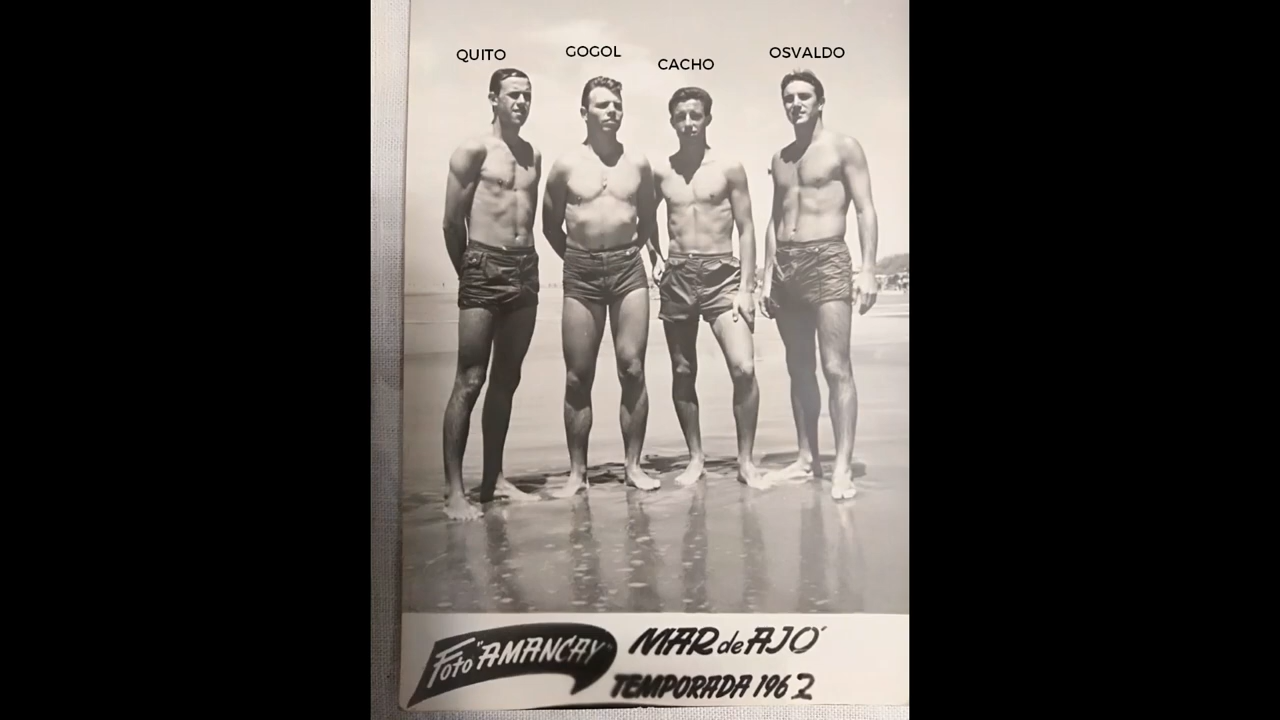 QUITO
GOGOL
CACHO
OSVALDO
Foto "AMANCAY"
MAR de AJO´
TEMPORADA 1962